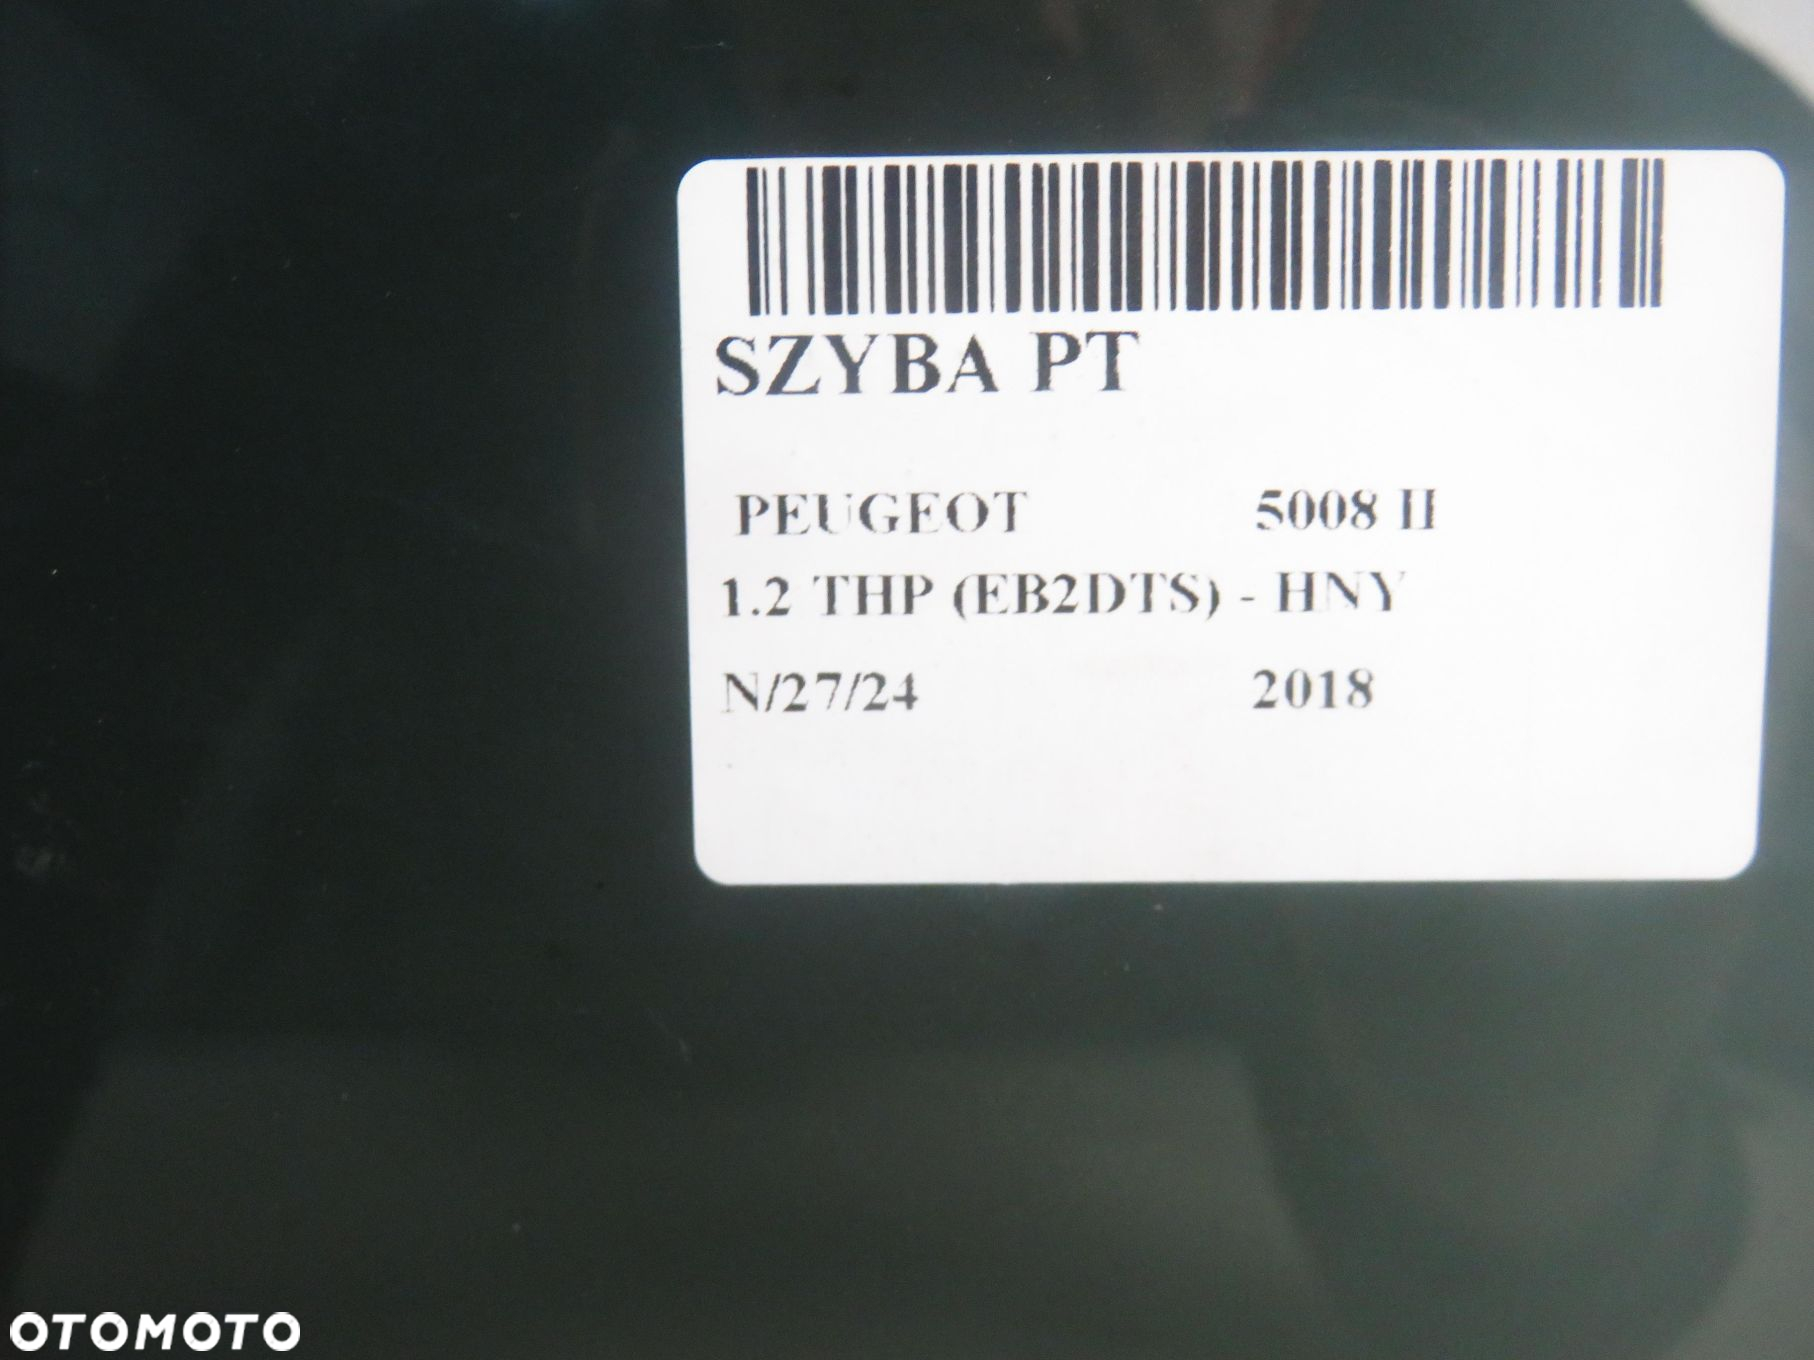 SZYBA PT
PEUGEOT 5008 II
1.2 THP (EB2DTS) - HNY
N/27/24 2018
OTOMOTO